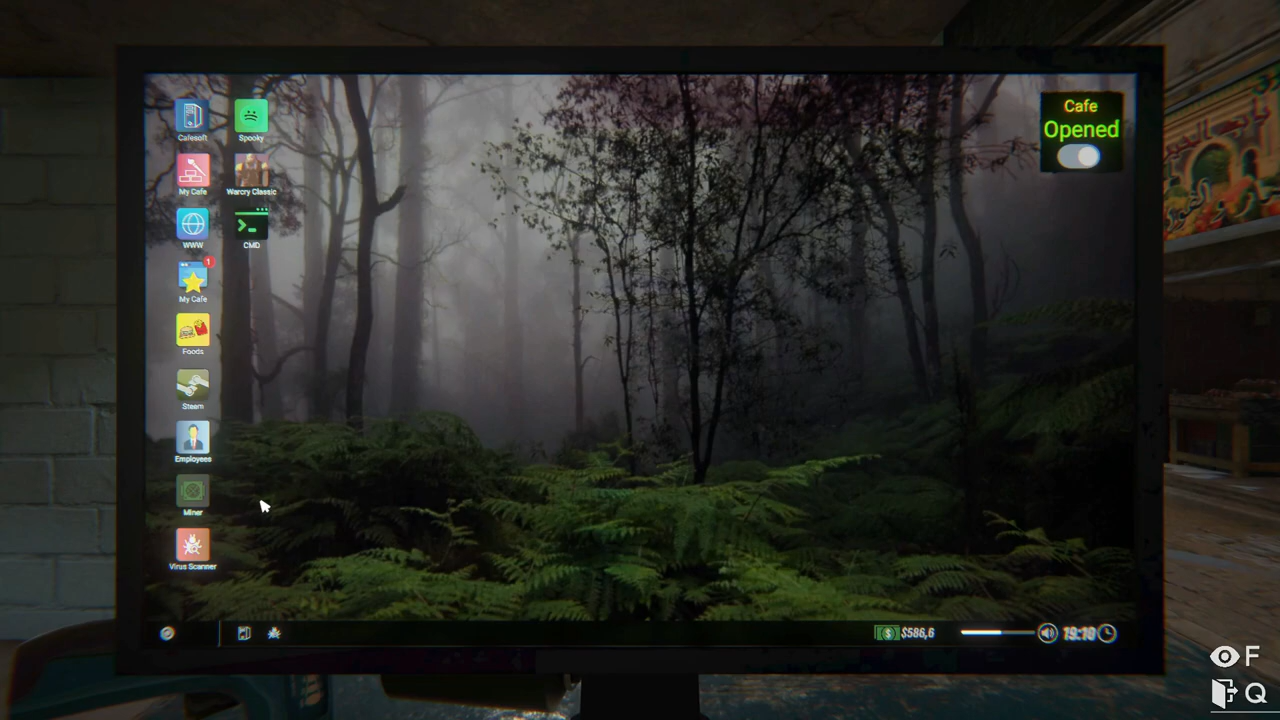 Cafesoft
Spooky
Cafe
Opened
My Cafe
Warcry Classic
WWW
CMD
1
My Cafe
Foods
Steam
Employees
Miner
Virus Scanner
$586,6
19:10
F
Q